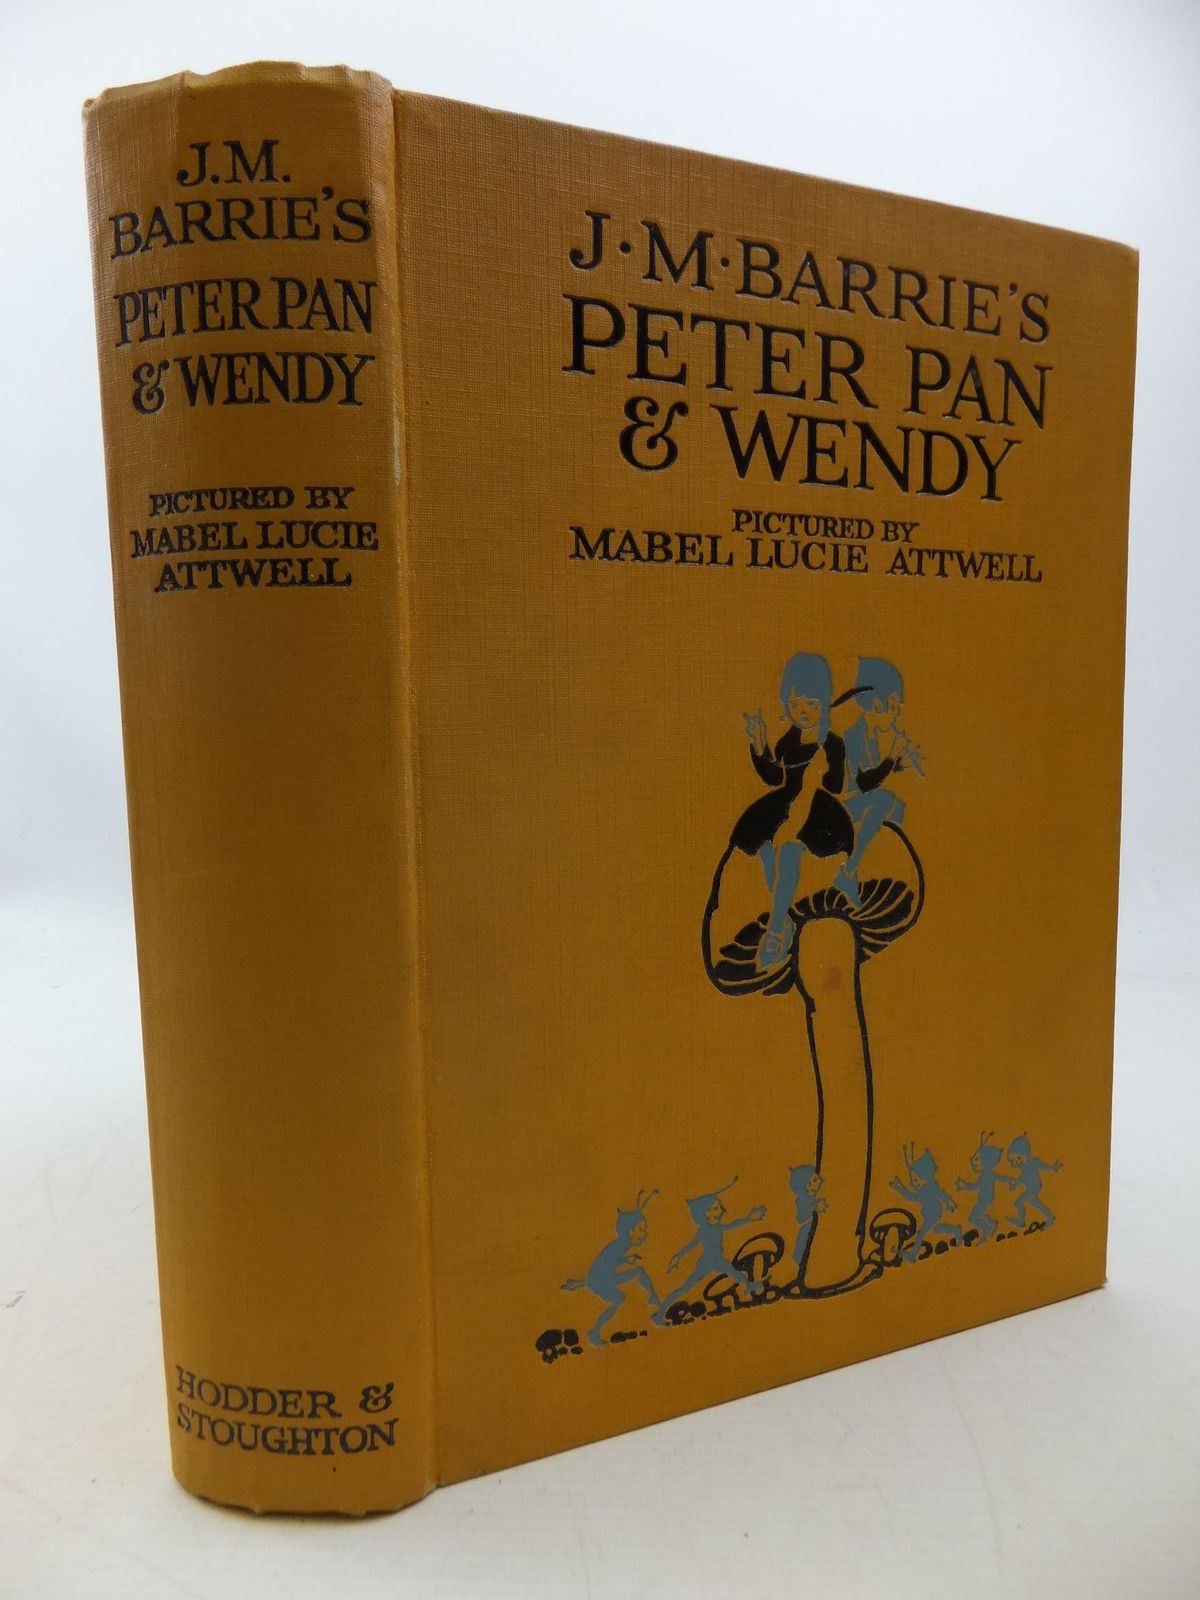 J.M.
BARRIE'S
PETER PAN
& WENDY
PICTURED BY
MABEL LUCIE
ATTWELL
HODDER &
STOUGHTON
J·M·BARRIE'S
PETER PAN
& WENDY
PICTURED BY
MABEL LUCIE ATTWELL